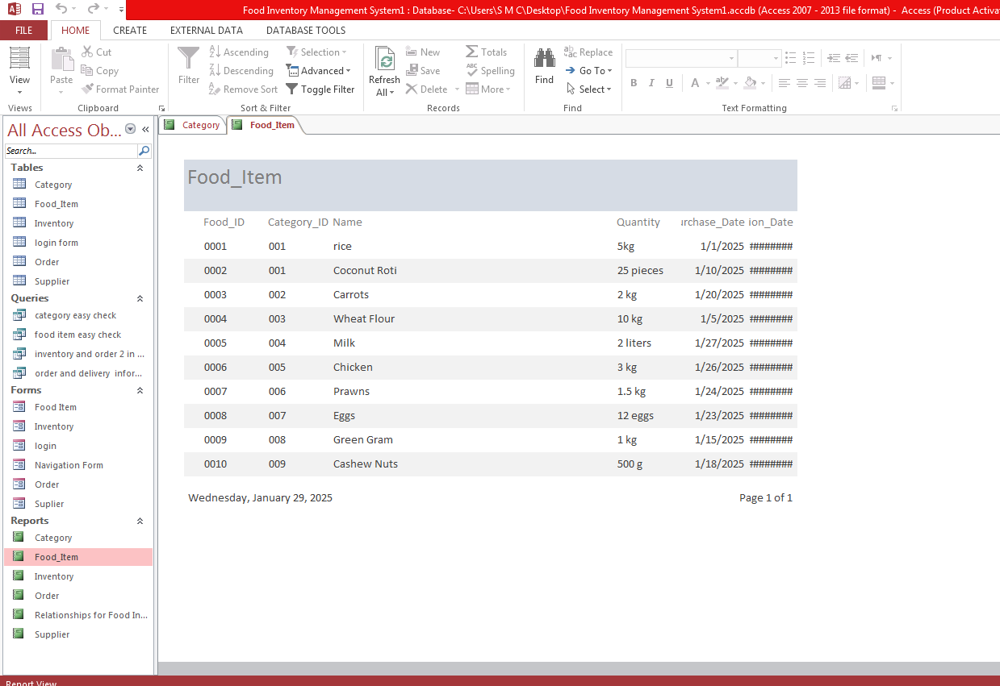 Food Inventory Management System1 : Database- C:\Users\S M C\Desktop\Food Inventory Management System1.accdb (Access 2007 - 2013 file format) - Access (Product Activa
FILE HOME CREATE EXTERNAL DATA DATABASE TOOLS
View
Views
Paste
Cut
Copy
Format Painter
Clipboard
Filter
Ascending
Descending
Remove Sort
Selection
Advanced
Toggle Filter
Sort & Filter
Refresh
All
New
Save
Delete
Totals
Spelling
More
Records
Find
Replace
Go To
Select
Find
B I U A
Text Formatting
All Access Ob...
Search...
Tables
Category
Food_Item
Inventory
login form
Order
Supplier
Queries
category easy check
food item easy check
inventory and order 2 in ...
order and delivery infor...
Forms
Food Item
Inventory
login
Navigation Form
Order
Suplier
Reports
Category
Food_Item
Inventory
Order
Relationships for Food In...
Supplier
Category Food_Item
Food_Item
Food_ID Category_ID Name Quantity urchase_Date ion_Date
0001 001 rice 5kg 1/1/2025 ########
0002 001 Coconut Roti 25 pieces 1/10/2025 ########
0003 002 Carrots 2 kg 1/20/2025 ########
0004 003 Wheat Flour 10 kg 1/5/2025 ########
0005 004 Milk 2 liters 1/27/2025 ########
0006 005 Chicken 3 kg 1/26/2025 ########
0007 006 Prawns 1.5 kg 1/24/2025 ########
0008 007 Eggs 12 eggs 1/23/2025 ########
0009 008 Green Gram 1 kg 1/15/2025 ########
0010 009 Cashew Nuts 500 g 1/18/2025 ########
Wednesday, January 29, 2025 Page 1 of 1
Report View